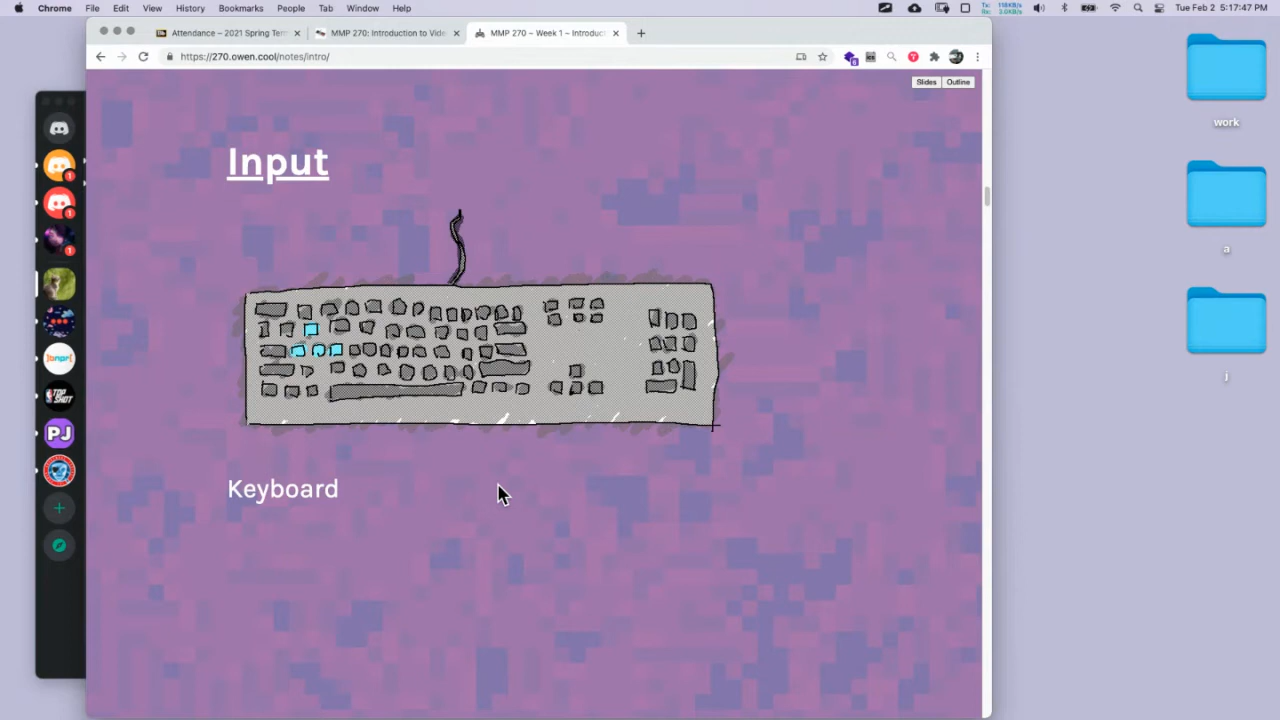 Chrome File Edit View History Bookmarks People Tab Window Help
Tue Feb 2 5:17:47 PM
Attendance – 2021 Spring Term
MMP 270: Introduction to Vide
MMP 270 – Week 1 – Introduct
https://270.owen.cool/notes/intro/
Slides Outline
work
Input
a
Keyboard
j
PJ
TOP SHOT